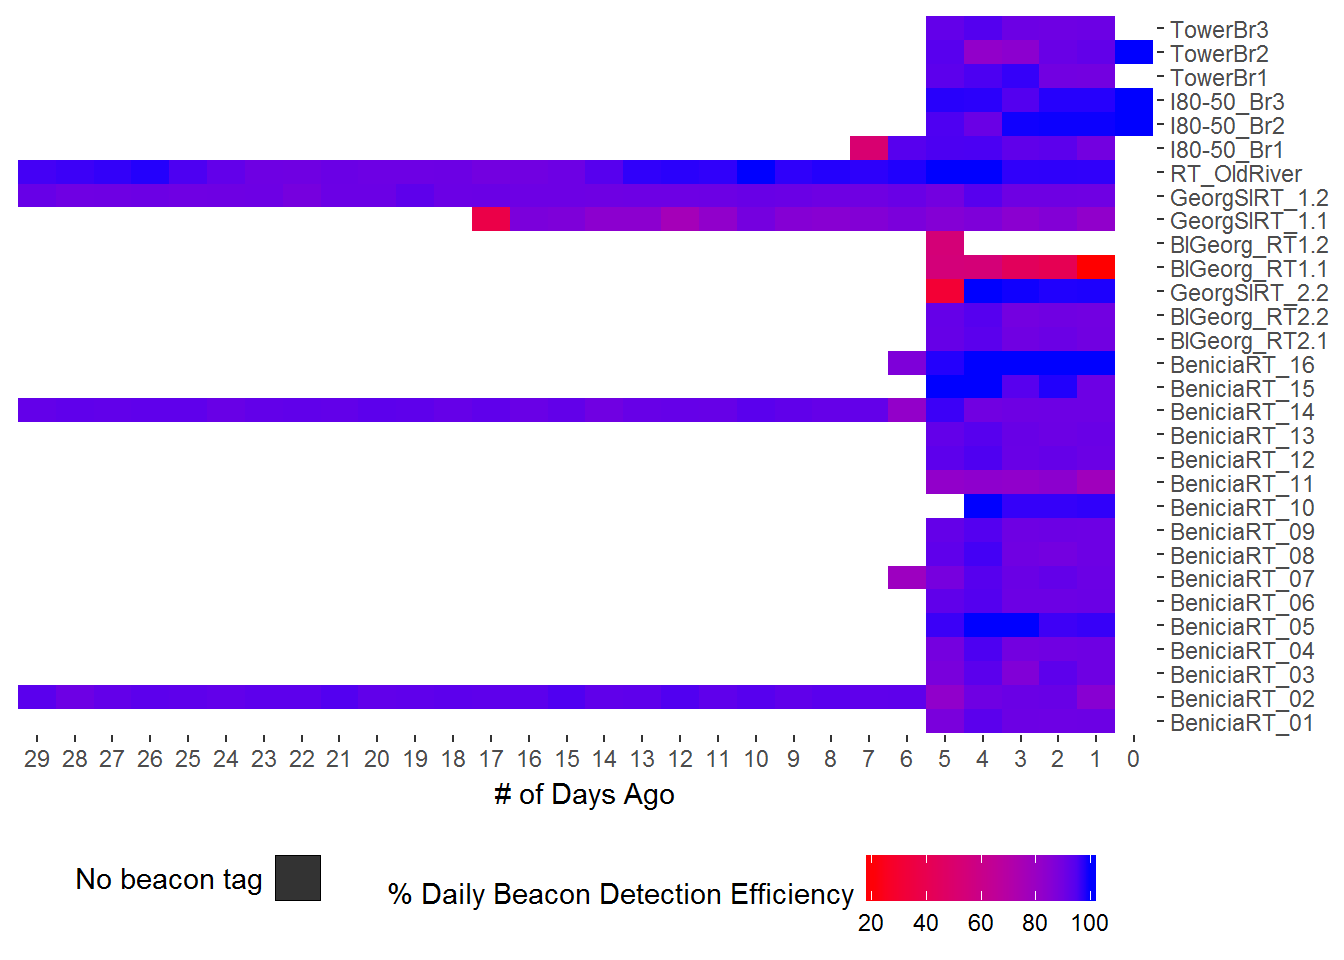 TowerBr3
TowerBr2
TowerBr1
I80-50_Br3
I80-50_Br2
I80-50_Br1
RT_OldRiver
GeorgSlRT_1.2
GeorgSlRT_1.1
BlGeorg_RT1.2
BlGeorg_RT1.1
GeorgSlRT_2.2
BlGeorg_RT2.2
BlGeorg_RT2.1
BeniciaRT_16
BeniciaRT_15
BeniciaRT_14
BeniciaRT_13
BeniciaRT_12
BeniciaRT_11
BeniciaRT_10
BeniciaRT_09
BeniciaRT_08
BeniciaRT_07
BeniciaRT_06
BeniciaRT_05
BeniciaRT_04
BeniciaRT_03
BeniciaRT_02
BeniciaRT_01
29 28 27 26 25 24 23 22 21 20 19 18 17 16 15 14 13 12 11 10 9 8 7 6 5 4 3 2 1 0
# of Days Ago
No beacon tag
% Daily Beacon Detection Efficiency
20 40 60 80 100